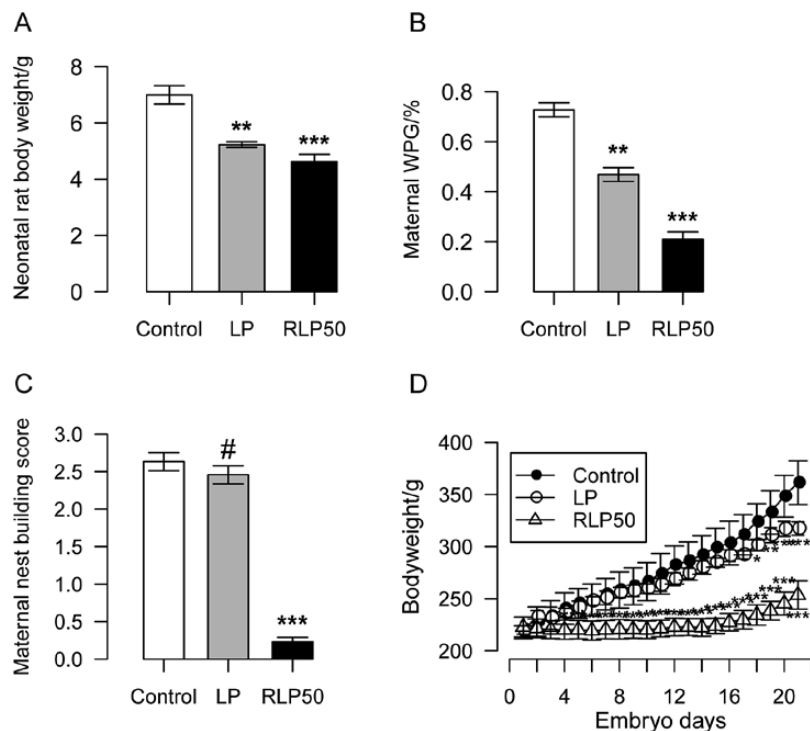 A
Neonatal rat body weight/g
8
6
4
2
0
**
***
Control LP RLP50
B
Maternal WPG/%
0.8
0.6
0.4
0.2
0.0
**
***
Control LP RLP50
C
Maternal nest building score
3.0
2.5
2.0
1.5
1.0
0.5
0.0
#
***
Control LP RLP50
D
Bodyweight/g
400
350
300
250
200
Control
LP
RLP50
0 4 8 12 16 20
Embryo days